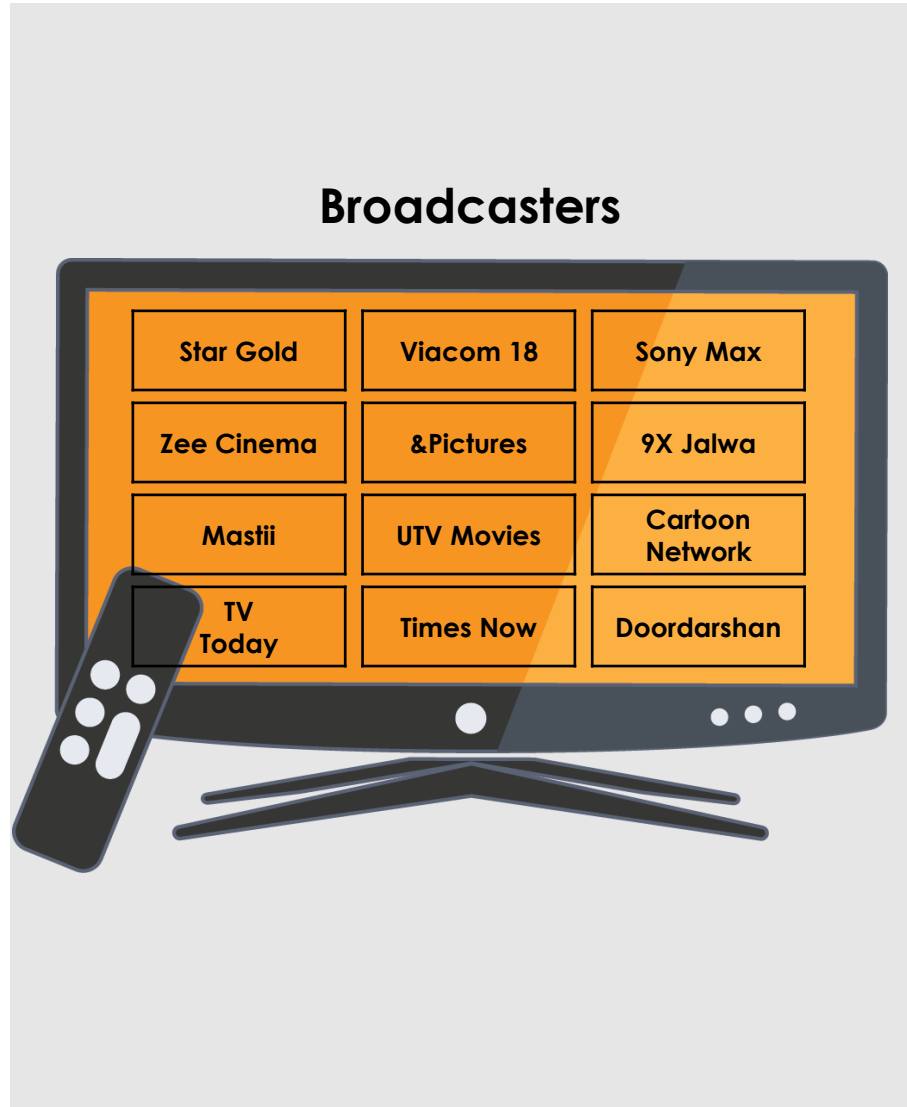 Broadcasters
Star Gold
Viacom 18
Sony Max
Zee Cinema
&Pictures
9X Jalwa
Mastii
UTV Movies
Cartoon
Network
TV
Today
Times Now
Doordarshan